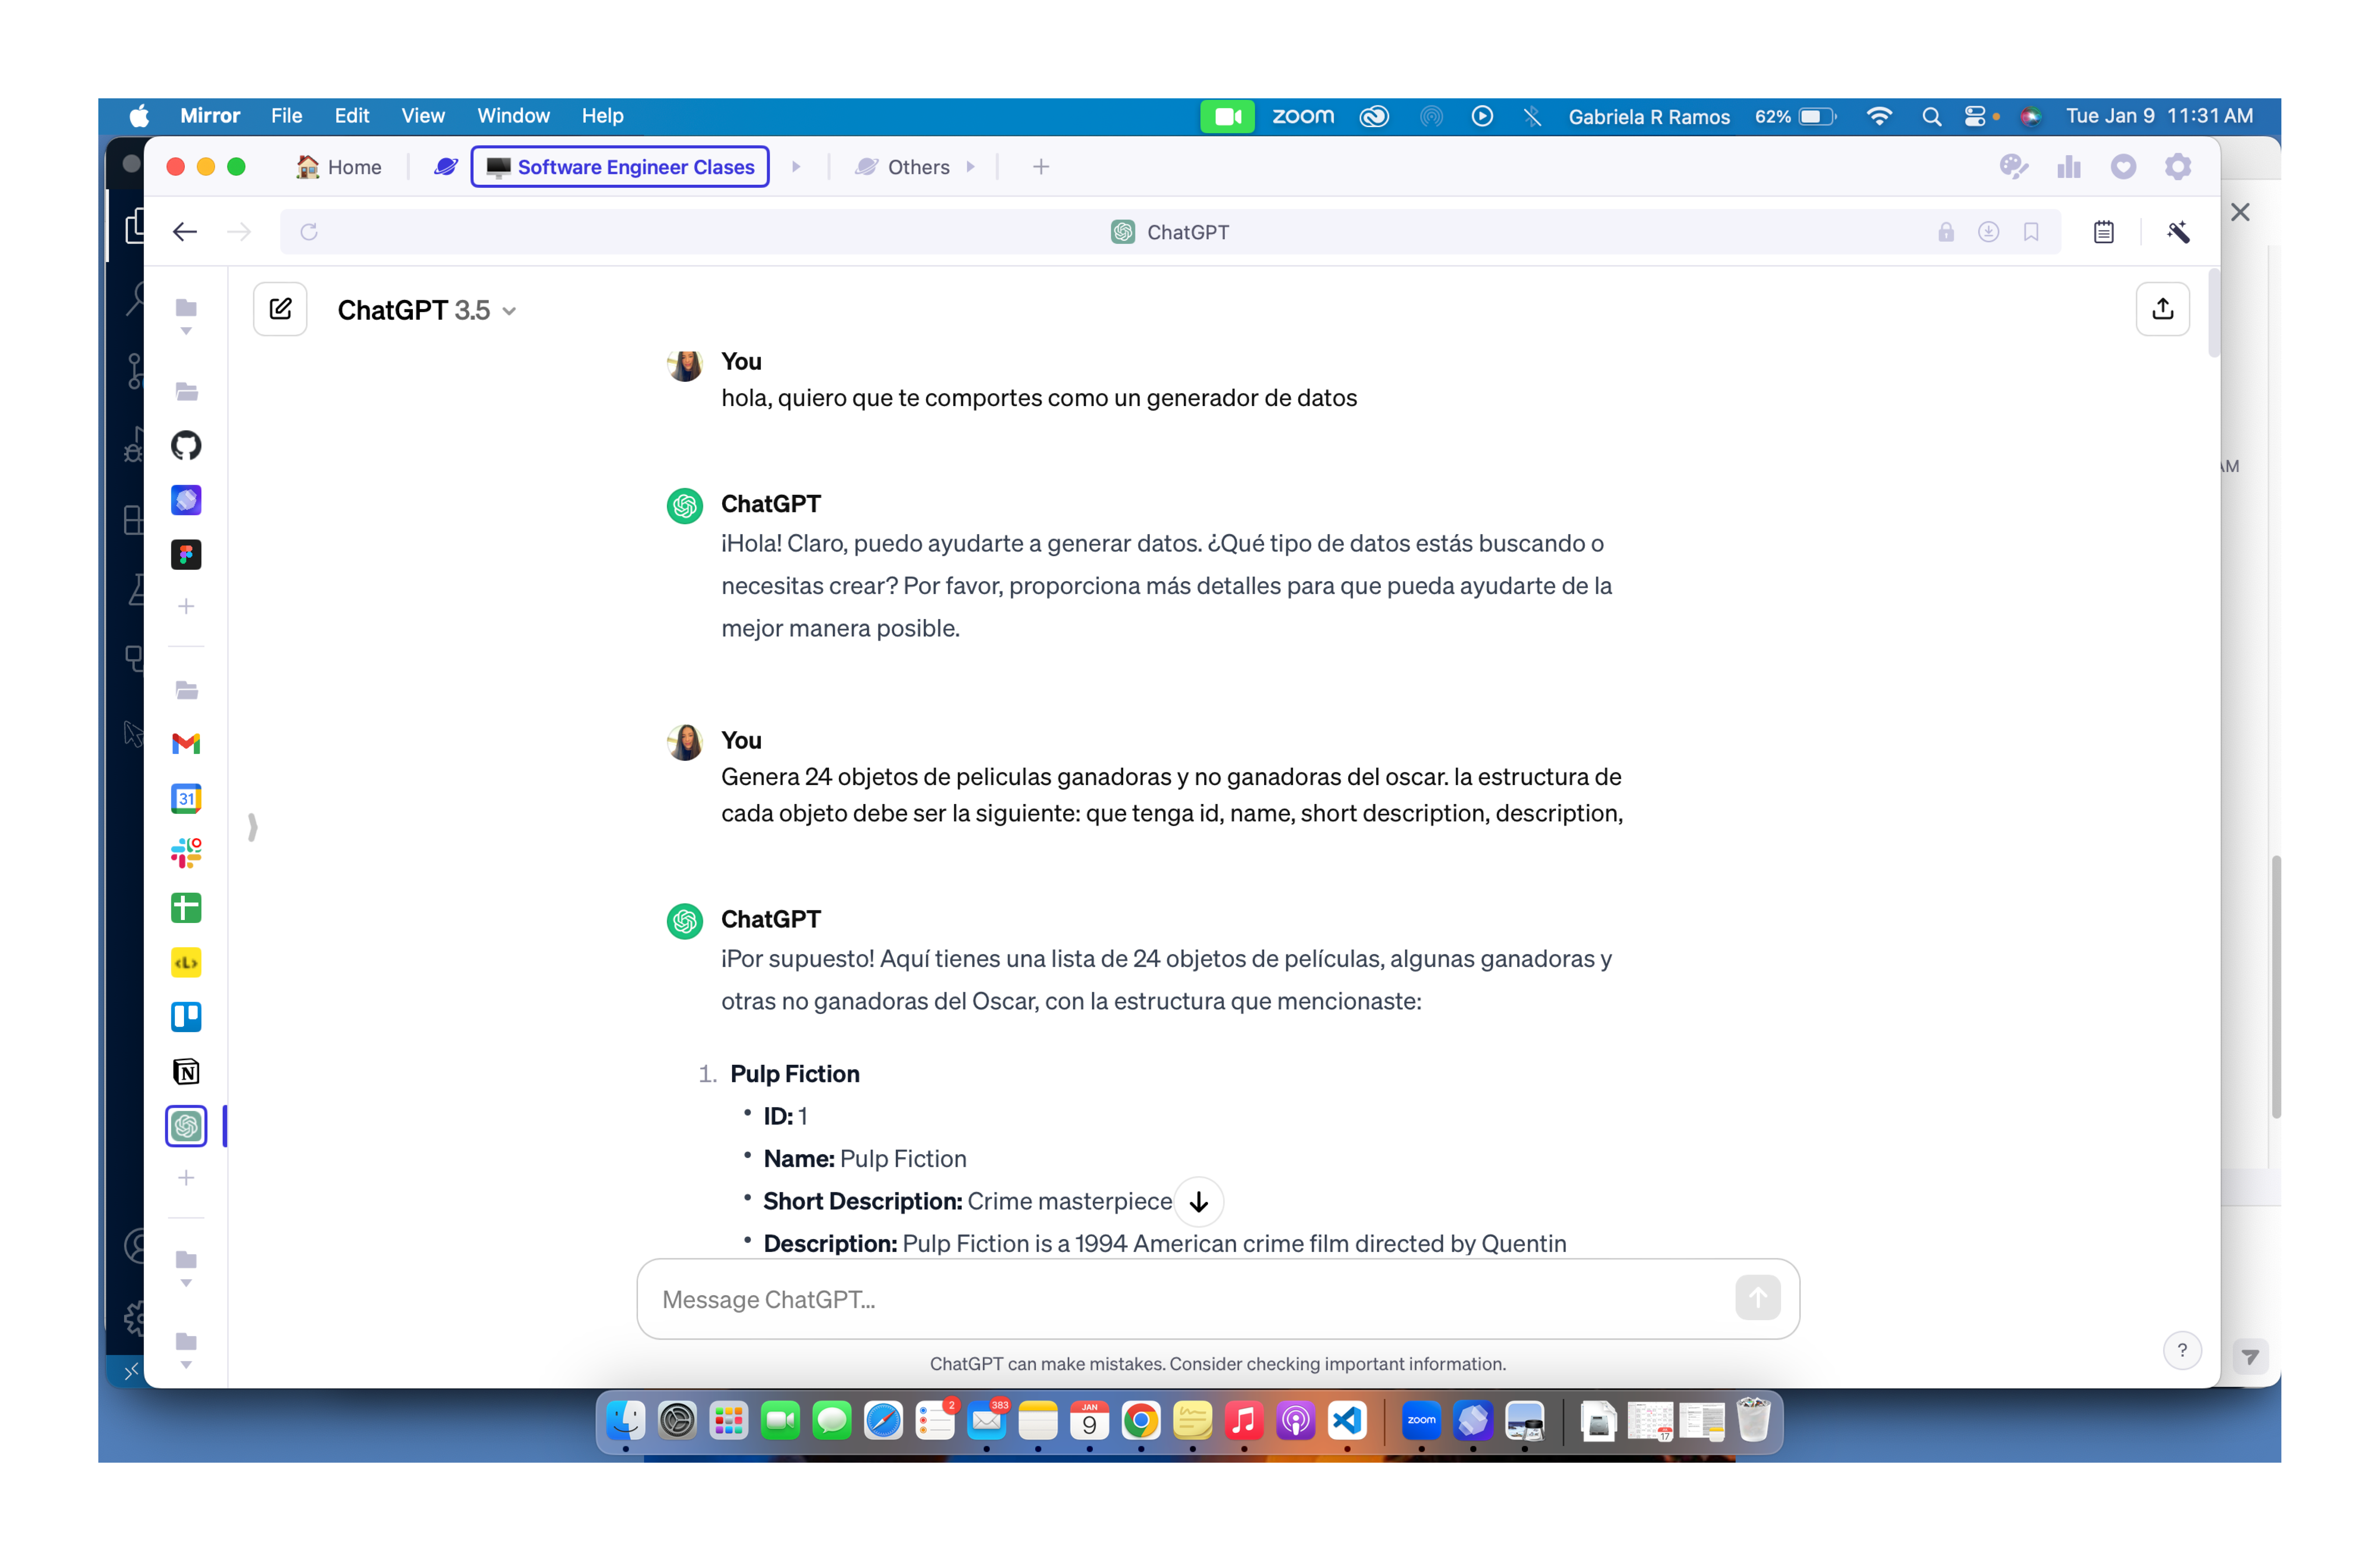 Mirror File Edit View Window Help zoom Gabriela R Ramos 62% Tue Jan 9 11:31 AM
Home Software Engineer Clases Others
ChatGPT
ChatGPT 3.5
You
hola, quiero que te comportes como un generador de datos
AM
ChatGPT
¡Hola! Claro, puedo ayudarte a generar datos. ¿Qué tipo de datos estás buscando o
necesitas crear? Por favor, proporciona más detalles para que pueda ayudarte de la
mejor manera posible.
You
Genera 24 objetos de peliculas ganadoras y no ganadoras del oscar. la estructura de
cada objeto debe ser la siguiente: que tenga id, name, short description, description,
31
ChatGPT
¡Por supuesto! Aquí tienes una lista de 24 objetos de películas, algunas ganadoras y
otras no ganadoras del Oscar, con la estructura que mencionaste:
<L>
N
1. Pulp Fiction
• ID: 1
• Name: Pulp Fiction
• Short Description: Crime masterpiece
• Description: Pulp Fiction is a 1994 American crime film directed by Quentin
Message ChatGPT...
ChatGPT can make mistakes. Consider checking important information.
?
2 383 JAN 9 zoom 17